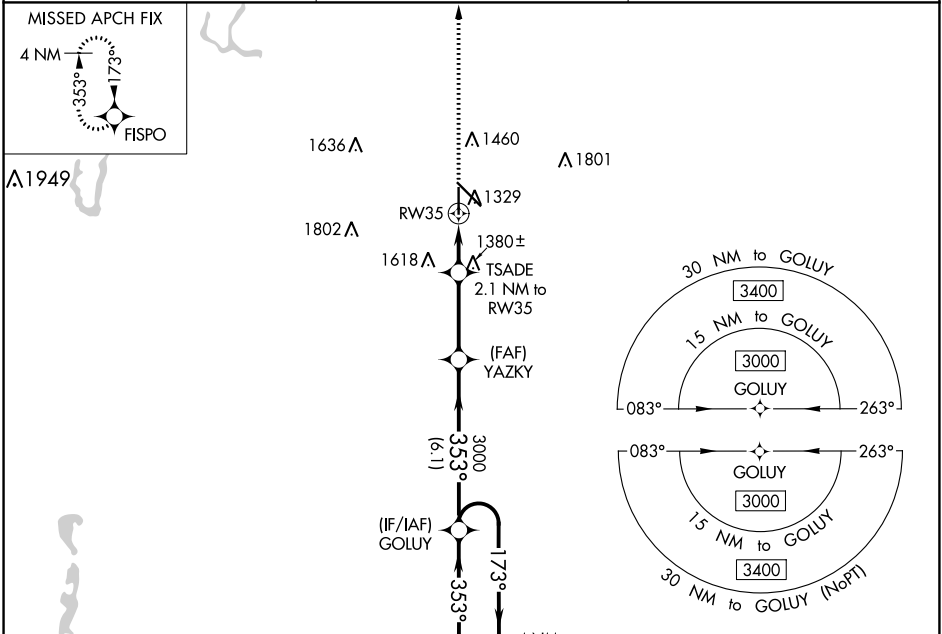 MISSED APCH FIX
4 NM
353°
173°
FISPO
1949
1636
1460
1801
1329
RW35
1802
1380±
1618
TSADE
2.1 NM to
RW35
(FAF)
YAZKY
3000
353°
(6.1)
(IF/IAF)
GOLUY
173°
353°
30 NM to GOLUY
3400
15 NM to GOLUY
3000
GOLUY
083°
263°
083°
263°
GOLUY
3000
15 NM to GOLUY
3400
30 NM to GOLUY (NoPT)